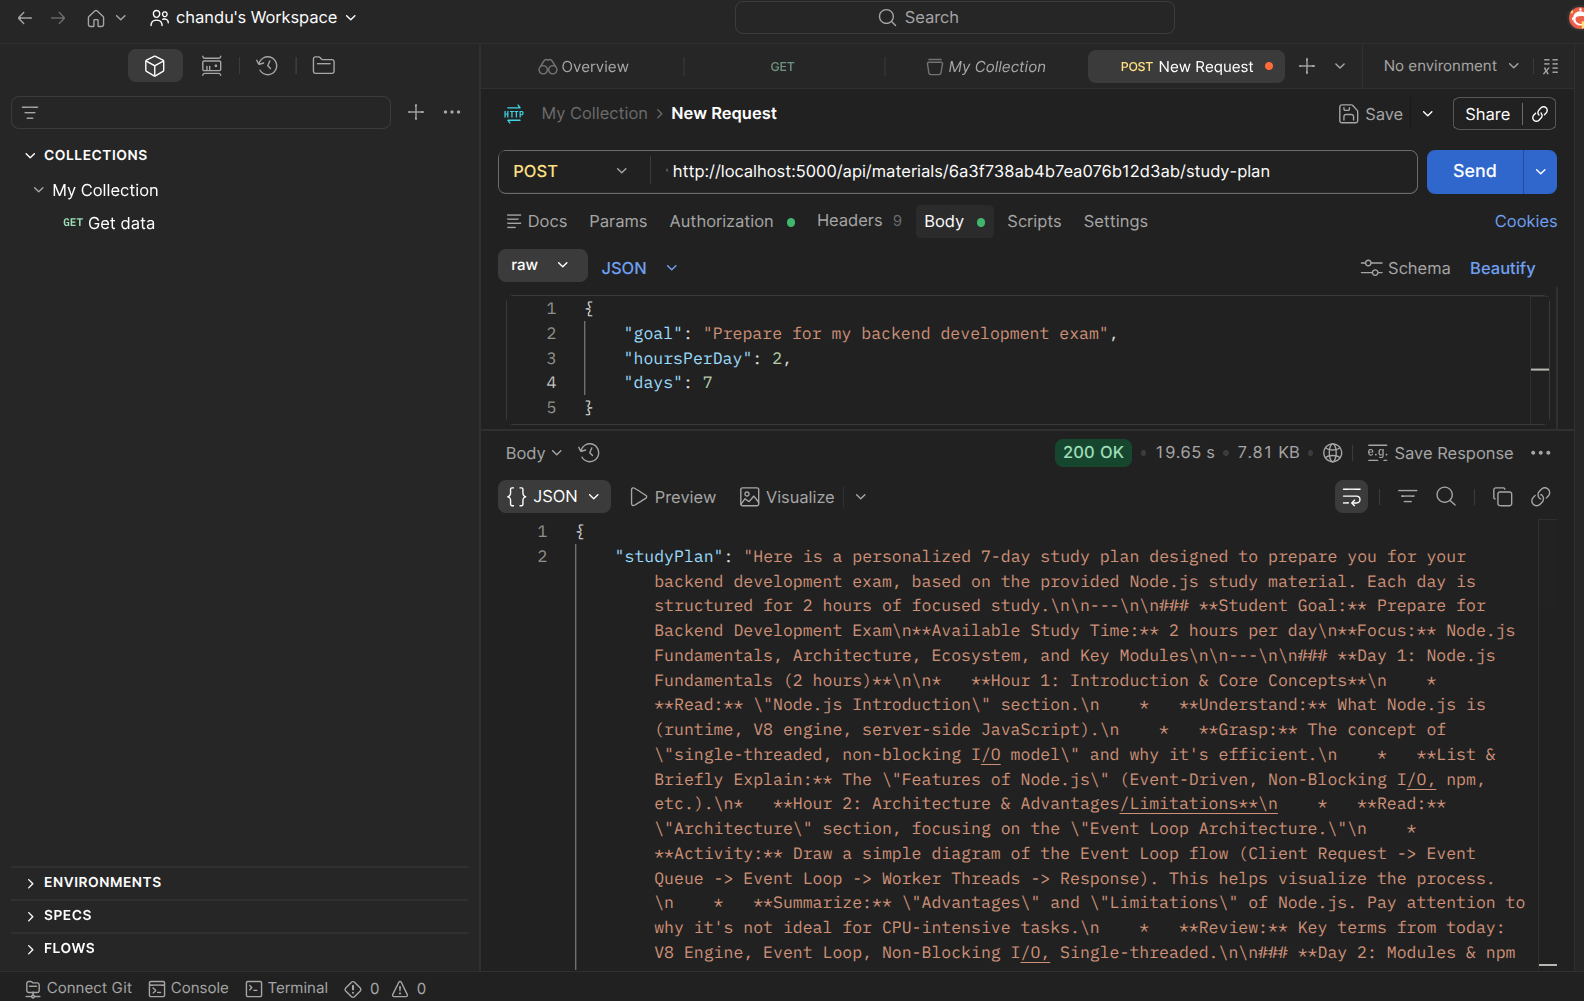 chandu's Workspace
Search
Overview
GET
My Collection
POST New Request
No environment
My Collection > New Request
Save
Share
COLLECTIONS
My Collection
GET Get data
POST
http://localhost:5000/api/materials/6a3f738ab4b7ea076b12d3ab/study-plan
Send
Docs
Params
Authorization
Headers 9
Body
Scripts
Settings
Cookies
raw
JSON
Schema
Beautify
1 {
2 "goal": "Prepare for my backend development exam",
3 "hoursPerDay": 2,
4 "days": 7
5 }
Body
200 OK
19.65 s
7.81 KB
e.g. Save Response
{} JSON
Preview
Visualize
1 {
2 "studyPlan": "Here is a personalized 7-day study plan designed to prepare you for your
backend development exam, based on the provided Node.js study material. Each day is
structured for 2 hours of focused study.\n\n---\n\n### **Student Goal:** Prepare for
Backend Development Exam\n**Available Study Time:** 2 hours per day\n**Focus:** Node.js
Fundamentals, Architecture, Ecosystem, and Key Modules\n\n---\n\n### **Day 1: Node.js
Fundamentals (2 hours)**\n\n*   **Hour 1: Introduction & Core Concepts**\n    *
**Read:** \"Node.js Introduction\" section.\n    *   **Understand:** What Node.js is
(runtime, V8 engine, server-side JavaScript).\n    *   **Grasp:** The concept of
\"single-threaded, non-blocking I/O model\" and why it's efficient.\n    *   **List &
Briefly Explain:** The \"Features of Node.js\" (Event-Driven, Non-Blocking I/O, npm,
etc.).\n*   **Hour 2: Architecture & Advantages/Limitations**\n    *   **Read:**
\"Architecture\" section, focusing on the \"Event Loop Architecture.\"\n    *
**Activity:** Draw a simple diagram of the Event Loop flow (Client Request -> Event
Queue -> Event Loop -> Worker Threads -> Response). This helps visualize the process.
\n    *   **Summarize:** \"Advantages\" and \"Limitations\" of Node.js. Pay attention to
why it's not ideal for CPU-intensive tasks.\n    *   **Review:** Key terms from today:
V8 Engine, Event Loop, Non-Blocking I/O, Single-threaded.\n\n### **Day 2: Modules & npm
ENVIRONMENTS
SPECS
FLOWS
Connect Git
Console
Terminal
0
0